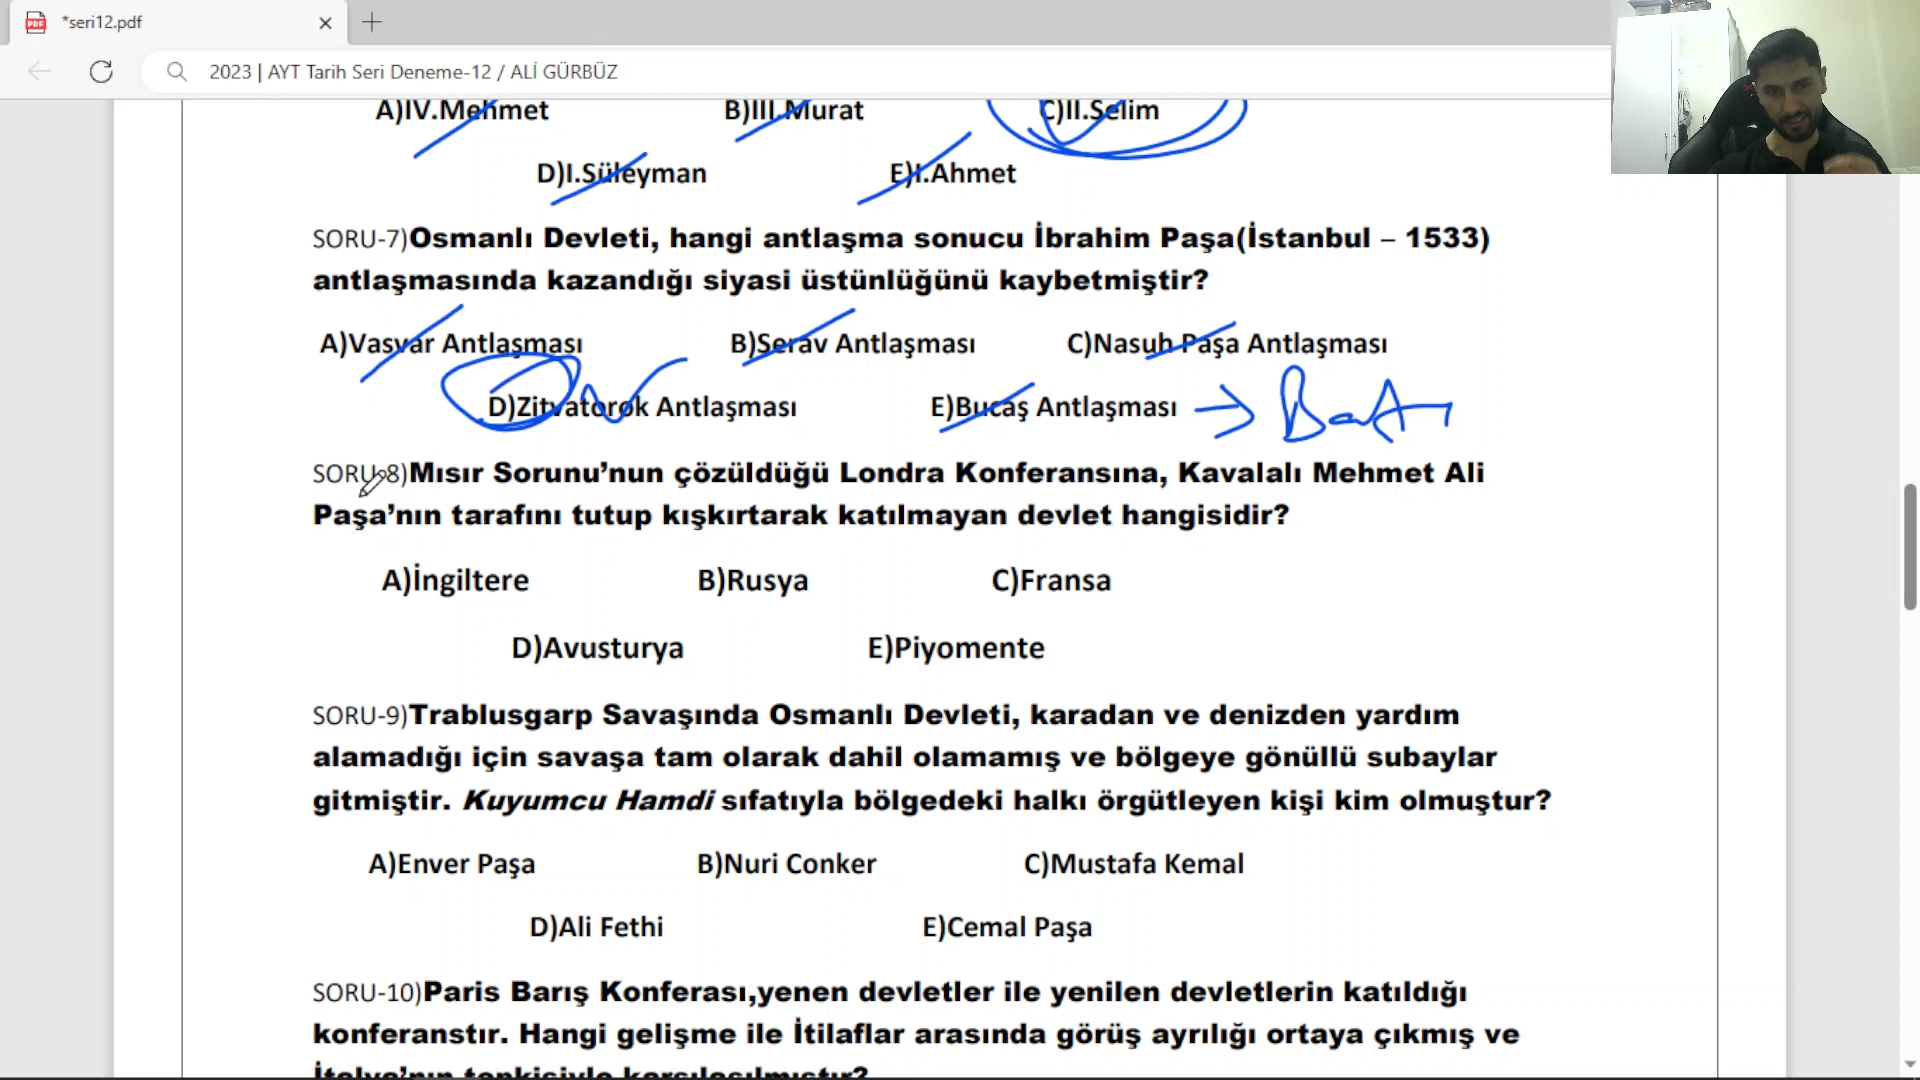 *seri12.pdf
2023 | AYT Tarih Seri Deneme-12 / ALİ GÜRBÜZ
A)IV.Mehmet B)III.Murat C)II.Selim
D)I.Süleyman E)I.Ahmet
SORU-7)Osmanlı Devleti, hangi antlaşma sonucu İbrahim Paşa(İstanbul – 1533)
antlaşmasında kazandığı siyasi üstünlüğünü kaybetmiştir?
A)Vasvar Antlaşması B)Serav Antlaşması C)Nasuh Paşa Antlaşması
D)Zitvatorok Antlaşması E)Bucaş Antlaşması → Batı
SORU-8)Mısır Sorunu’nun çözüldüğü Londra Konferansına, Kavalalı Mehmet Ali
Paşa’nın tarafını tutup kışkırtarak katılmayan devlet hangisidir?
A)İngiltere B)Rusya C)Fransa
D)Avusturya E)Piyomente
SORU-9)Trablusgarp Savaşında Osmanlı Devleti, karadan ve denizden yardım
alamadığı için savaşa tam olarak dahil olamamış ve bölgeye gönüllü subaylar
gitmiştir. Kuyumcu Hamdi sıfatıyla bölgedeki halkı örgütleyen kişi kim olmuştur?
A)Enver Paşa B)Nuri Conker C)Mustafa Kemal
D)Ali Fethi E)Cemal Paşa
SORU-10)Paris Barış Konferası,yenen devletler ile yenilen devletlerin katıldığı
konferanstır. Hangi gelişme ile İtilaflar arasında görüş ayrılığı ortaya çıkmış ve
İtalya’nın tepkisiyle karşılaşılmıştır?